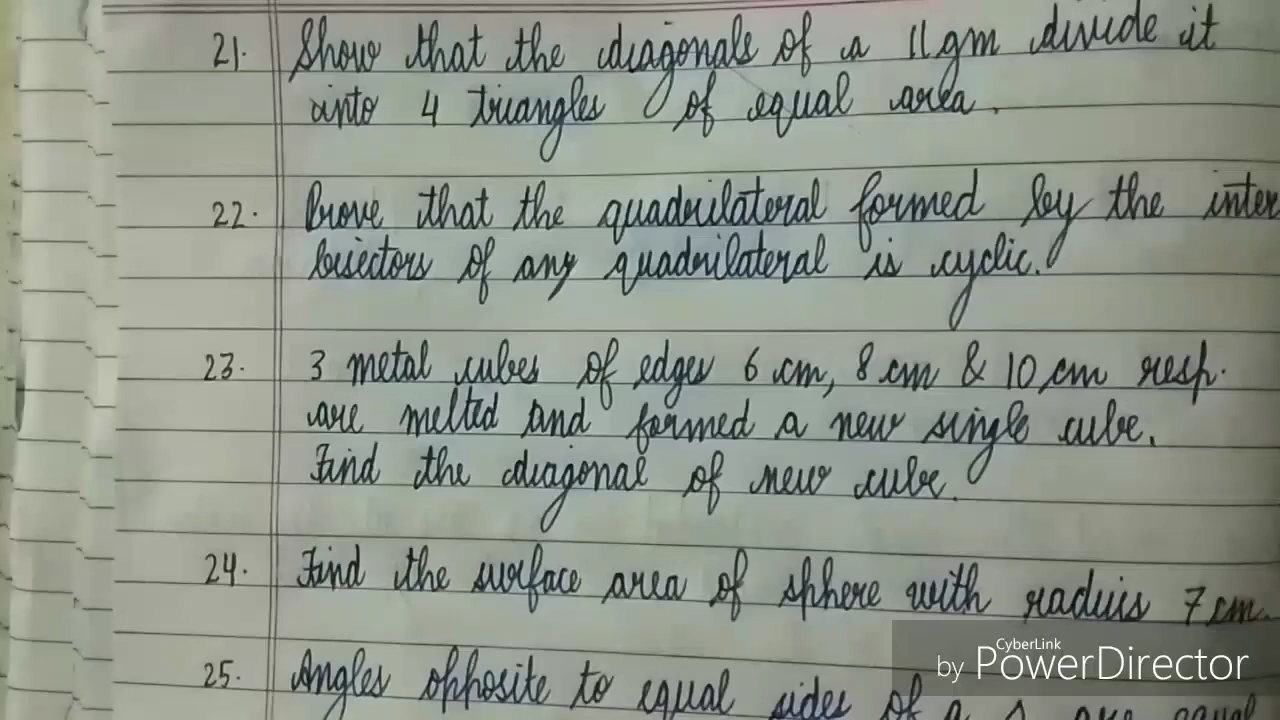 21. Show that the diagonals of a ||gm divide it
into 4 triangles of equal area.
22. Prove that the quadrilateral formed by the inter
bisectors of any quadrilateral is cyclic.
23. 3 metal cubes of edges 6 cm, 8 cm & 10 cm resp.
are melted and formed a new single cube.
Find the diagonal of new cube.
24. Find the surface area of sphere with radius 7 cm.
25. Angles opposite to equal sides of a Δ are equal
CyberLink
by PowerDirector